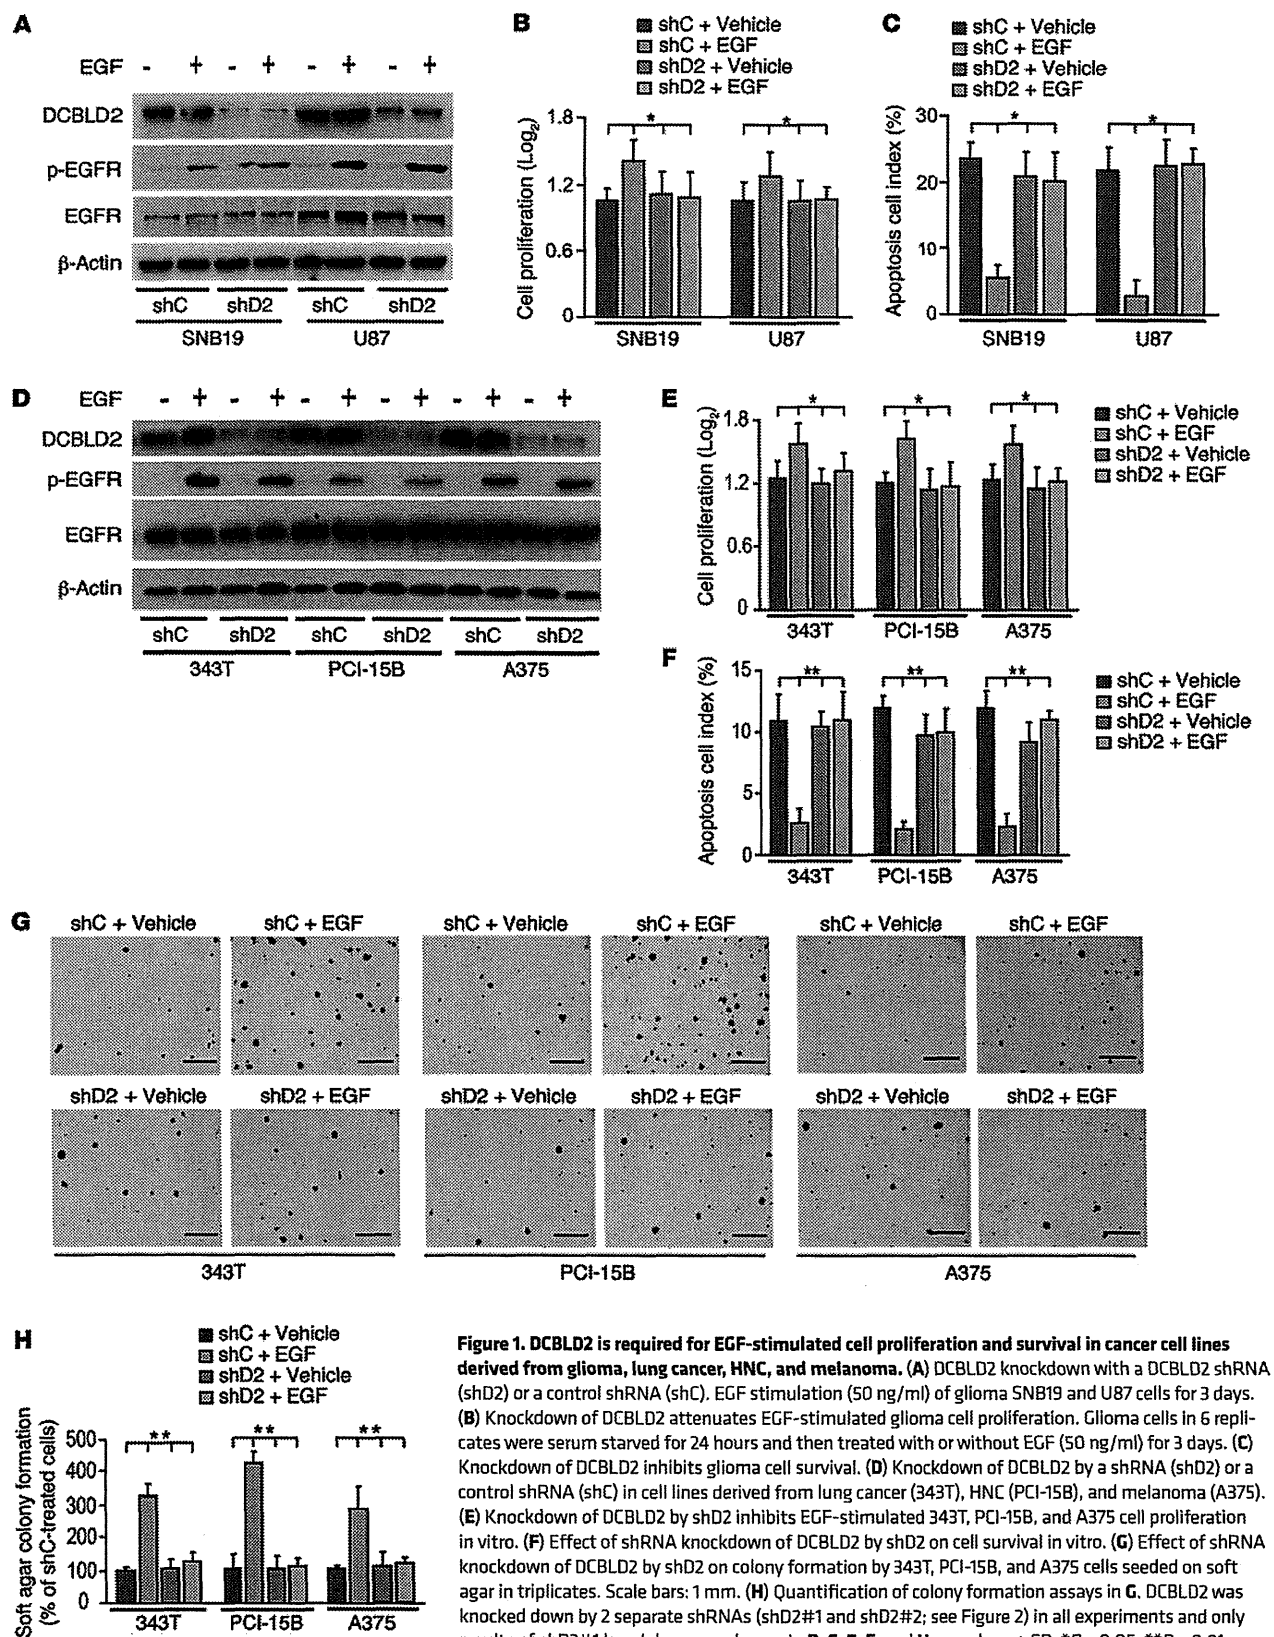 A
EGF - + - + - + - +
DCBLD2
p-EGFR
EGFR
β-Actin
shC shD2 shC shD2
SNB19 U87
B
shC + Vehicle
shC + EGF
shD2 + Vehicle
shD2 + EGF
Cell proliferation (Log2)
1.8
1.2
0.6
0
* *
SNB19 U87
C
shC + Vehicle
shC + EGF
shD2 + Vehicle
shD2 + EGF
Apoptosis cell index (%)
30
20
10
0
* *
SNB19 U87
D
EGF - + - + - + - + - + - +
DCBLD2
p-EGFR
EGFR
β-Actin
shC shD2 shC shD2 shC shD2
343T PCI-15B A375
E
Cell proliferation (Log2)
1.8
1.2
0.6
0
* * *
343T PCI-15B A375
shC + Vehicle
shC + EGF
shD2 + Vehicle
shD2 + EGF
F
Apoptosis cell index (%)
15
10
5
0
** ** **
343T PCI-15B A375
shC + Vehicle
shC + EGF
shD2 + Vehicle
shD2 + EGF
G
shC + Vehicle shC + EGF shC + Vehicle shC + EGF shC + Vehicle shC + EGF
shD2 + Vehicle shD2 + EGF shD2 + Vehicle shD2 + EGF shD2 + Vehicle shD2 + EGF
343T PCI-15B A375
H
shC + Vehicle
shC + EGF
shD2 + Vehicle
shD2 + EGF
Soft agar colony formation
(% of shC-treated cells)
500
400
300
200
100
0
** ** **
343T PCI-15B A375
Figure 1. DCBLD2 is required for EGF-stimulated cell proliferation and survival in cancer cell lines
derived from glioma, lung cancer, HNC, and melanoma. (A) DCBLD2 knockdown with a DCBLD2 shRNA
(shD2) or a control shRNA (shC). EGF stimulation (50 ng/ml) of glioma SNB19 and U87 cells for 3 days.
(B) Knockdown of DCBLD2 attenuates EGF-stimulated glioma cell proliferation. Glioma cells in 6 repli-
cates were serum starved for 24 hours and then treated with or without EGF (50 ng/ml) for 3 days. (C)
Knockdown of DCBLD2 inhibits glioma cell survival. (D) Knockdown of DCBLD2 by a shRNA (shD2) or a
control shRNA (shC) in cell lines derived from lung cancer (343T), HNC (PCI-15B), and melanoma (A375).
(E) Knockdown of DCBLD2 by shD2 inhibits EGF-stimulated 343T, PCI-15B, and A375 cell proliferation
in vitro. (F) Effect of shRNA knockdown of DCBLD2 by shD2 on cell survival in vitro. (G) Effect of shRNA
knockdown of DCBLD2 by shD2 on colony formation by 343T, PCI-15B, and A375 cells seeded on soft
agar in triplicates. Scale bars: 1 mm. (H) Quantification of colony formation assays in G. DCBLD2 was
knocked down by 2 separate shRNAs (shD2#1 and shD2#2; see Figure 2) in all experiments and only